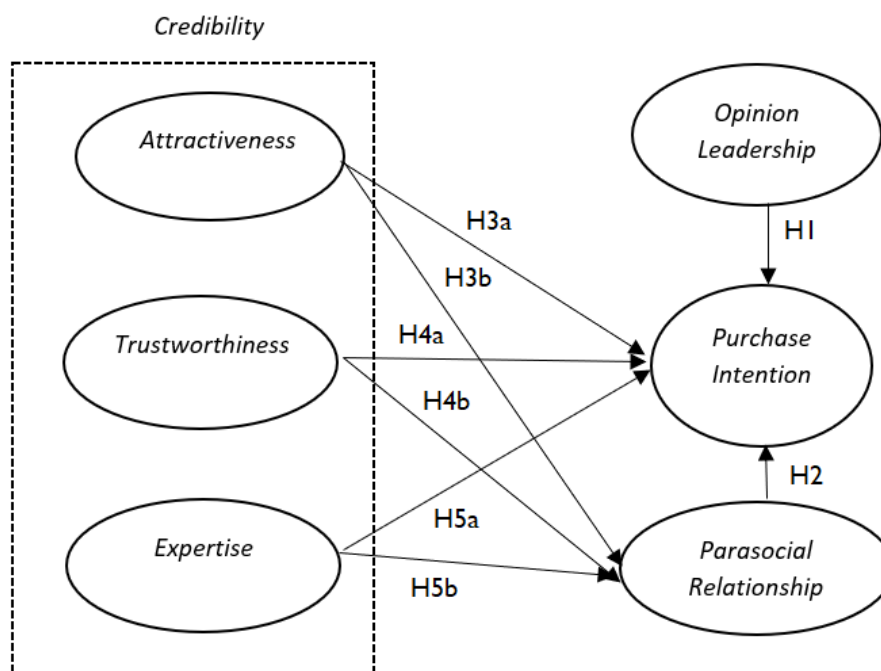 Credibility
Attractiveness
Opinion
Leadership
H3a
H1
H3b
Trustworthiness
H4a
Purchase
Intention
H4b
H2
H5a
Expertise
Parasocial
Relationship
H5b